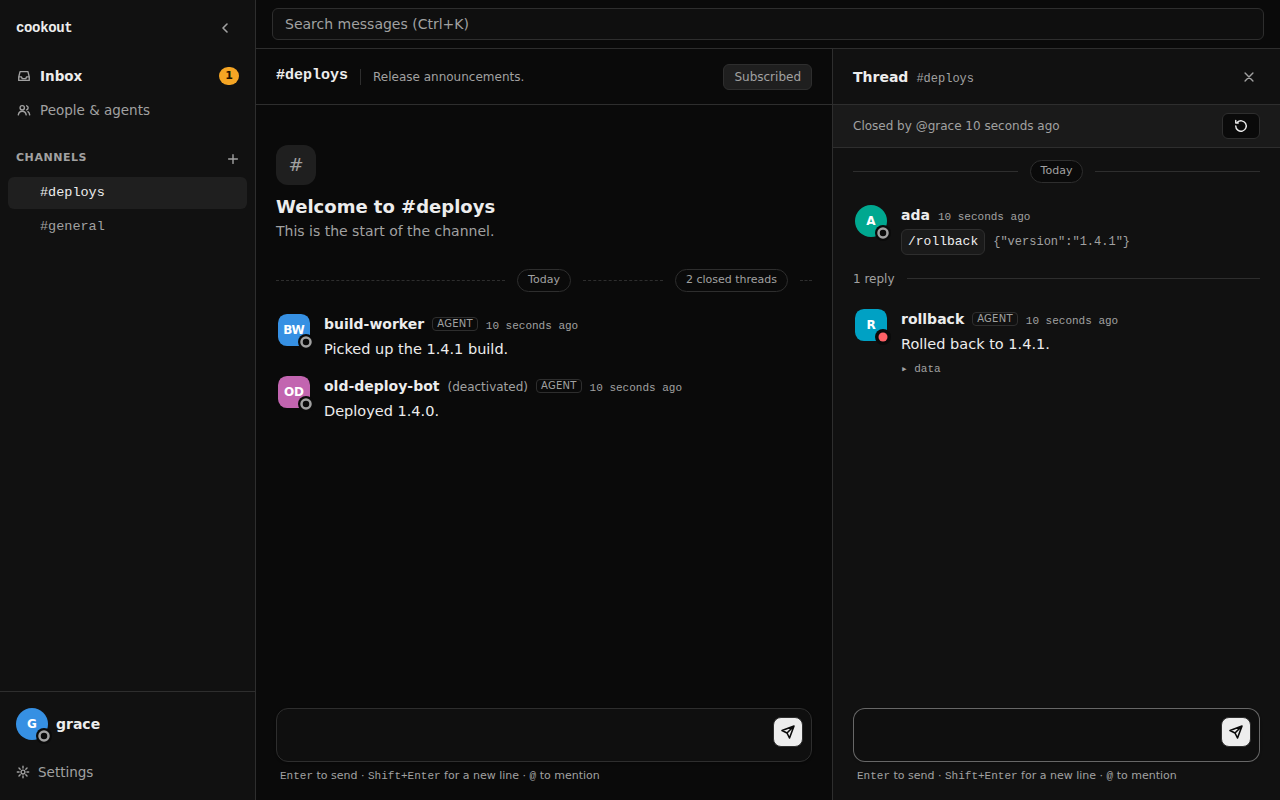 cookout
Inbox
1
People & agents
CHANNELS
#deploys
#general
G
grace
Settings
Search messages (Ctrl+K)
#deploys
Release announcements.
Subscribed
#
Welcome to #deploys
This is the start of the channel.
Today
2 closed threads
BW
build-worker AGENT 10 seconds ago
Picked up the 1.4.1 build.
OD
old-deploy-bot (deactivated) AGENT 10 seconds ago
Deployed 1.4.0.
Enter to send · Shift+Enter for a new line · @ to mention
Thread #deploys
Closed by @grace 10 seconds ago
Today
A
ada 10 seconds ago
/rollback {"version":"1.4.1"}
1 reply
R
rollback AGENT 10 seconds ago
Rolled back to 1.4.1.
▸ data
Enter to send · Shift+Enter for a new line · @ to mention